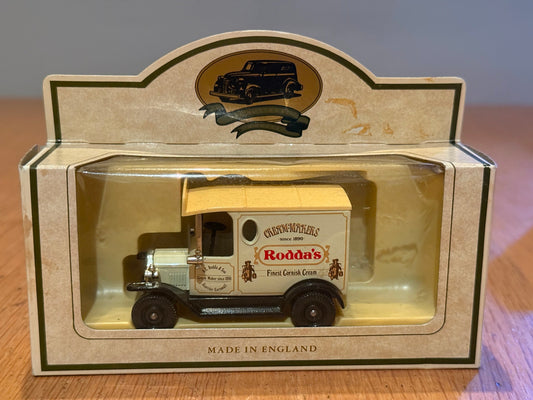 CREAM-MAKERS
since 1890
Rodda's
Finest Cornish Cream
MADE IN ENGLAND